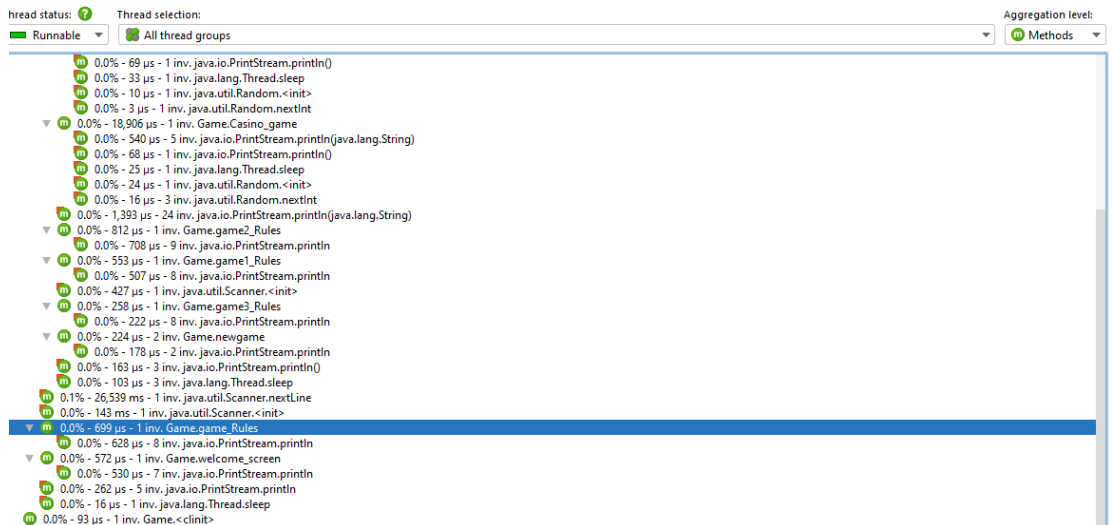 hread status:
Thread selection:
Aggregation level:
Runnable
All thread groups
Methods
0.0% - 69 µs - 1 inv. java.io.PrintStream.println()
0.0% - 33 µs - 1 inv. java.lang.Thread.sleep
0.0% - 10 µs - 1 inv. java.util.Random.<init>
0.0% - 3 µs - 1 inv. java.util.Random.nextInt
0.0% - 18,906 µs - 1 inv. Game.Casino_game
0.0% - 540 µs - 5 inv. java.io.PrintStream.println(java.lang.String)
0.0% - 68 µs - 1 inv. java.io.PrintStream.println()
0.0% - 25 µs - 1 inv. java.lang.Thread.sleep
0.0% - 24 µs - 1 inv. java.util.Random.<init>
0.0% - 16 µs - 3 inv. java.util.Random.nextInt
0.0% - 1,393 µs - 24 inv. java.io.PrintStream.println(java.lang.String)
0.0% - 812 µs - 1 inv. Game.game2_Rules
0.0% - 708 µs - 9 inv. java.io.PrintStream.println
0.0% - 553 µs - 1 inv. Game.game1_Rules
0.0% - 507 µs - 8 inv. java.io.PrintStream.println
0.0% - 427 µs - 1 inv. java.util.Scanner.<init>
0.0% - 258 µs - 1 inv. Game.game3_Rules
0.0% - 222 µs - 8 inv. java.io.PrintStream.println
0.0% - 224 µs - 2 inv. Game.newgame
0.0% - 178 µs - 2 inv. java.io.PrintStream.println
0.0% - 163 µs - 3 inv. java.io.PrintStream.println()
0.0% - 103 µs - 3 inv. java.lang.Thread.sleep
0.1% - 26,539 ms - 1 inv. java.util.Scanner.nextLine
0.0% - 143 ms - 1 inv. java.util.Scanner.<init>
0.0% - 699 µs - 1 inv. Game.game_Rules
0.0% - 628 µs - 8 inv. java.io.PrintStream.println
0.0% - 572 µs - 1 inv. Game.welcome_screen
0.0% - 530 µs - 7 inv. java.io.PrintStream.println
0.0% - 262 µs - 5 inv. java.io.PrintStream.println
0.0% - 16 µs - 1 inv. java.lang.Thread.sleep
0.0% - 93 µs - 1 inv. Game.<clinit>